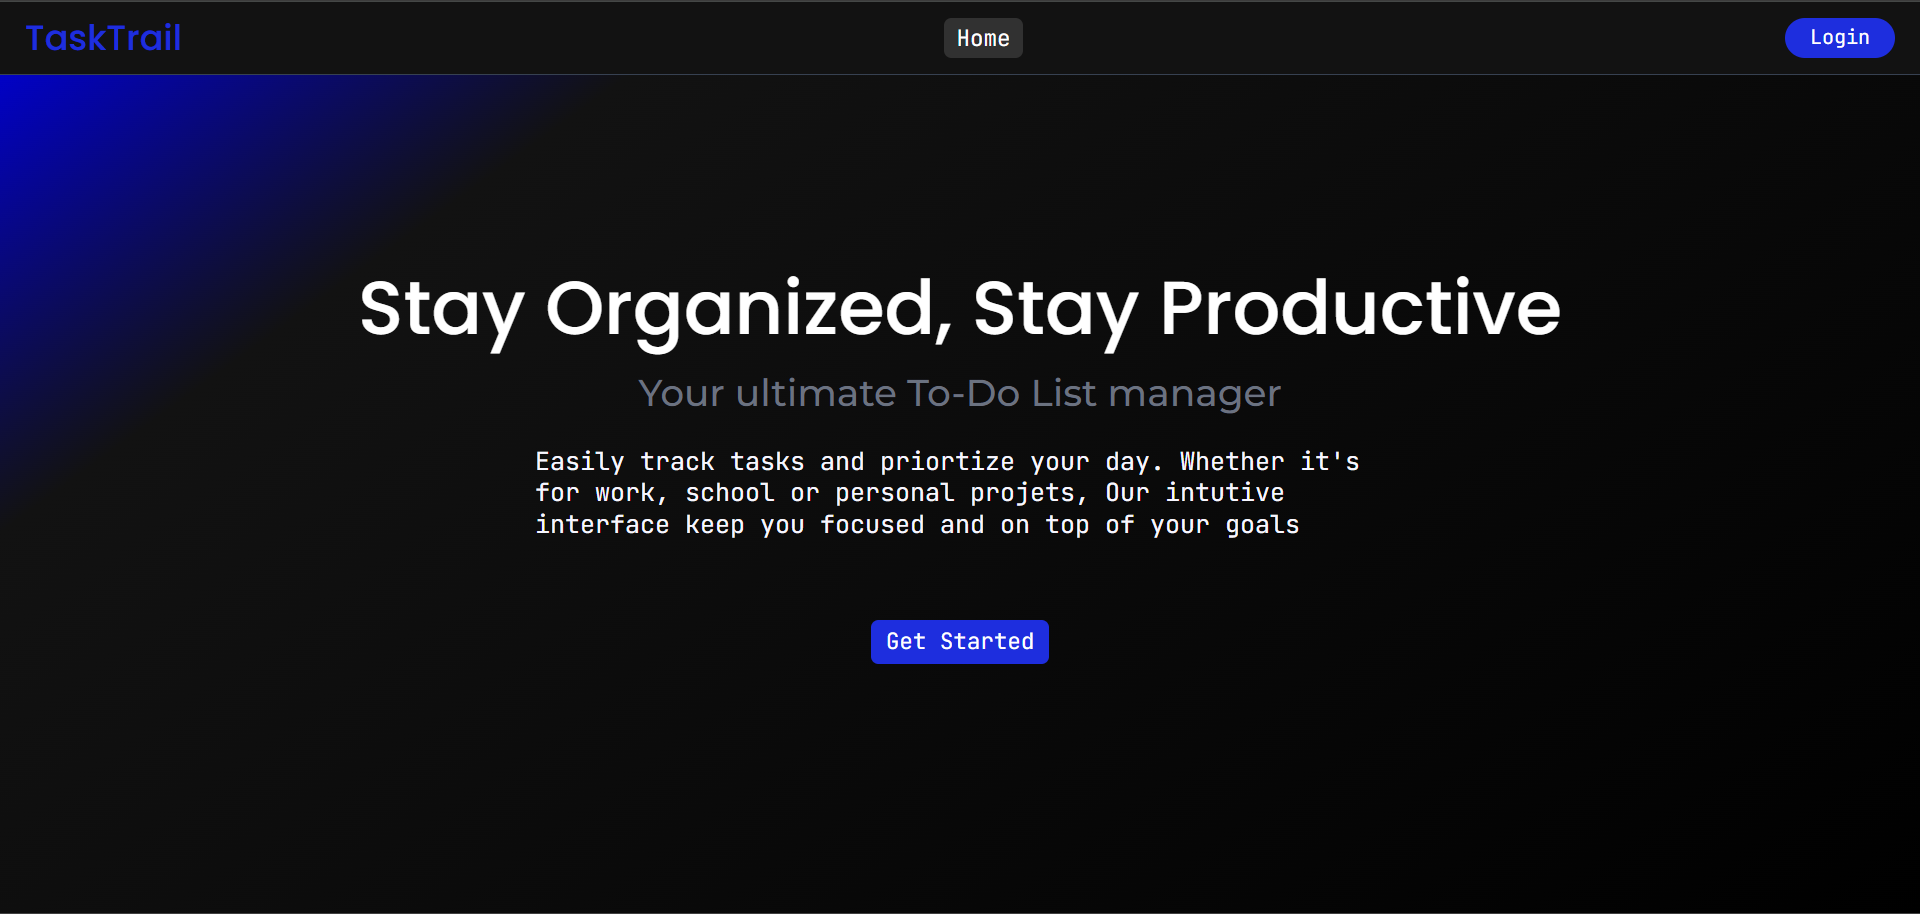 TaskTrail
Home
Login
Stay Organized, Stay Productive
Your ultimate To-Do List manager
Easily track tasks and priortize your day. Whether it's
for work, school or personal projets, Our intutive
interface keep you focused and on top of your goals
Get Started